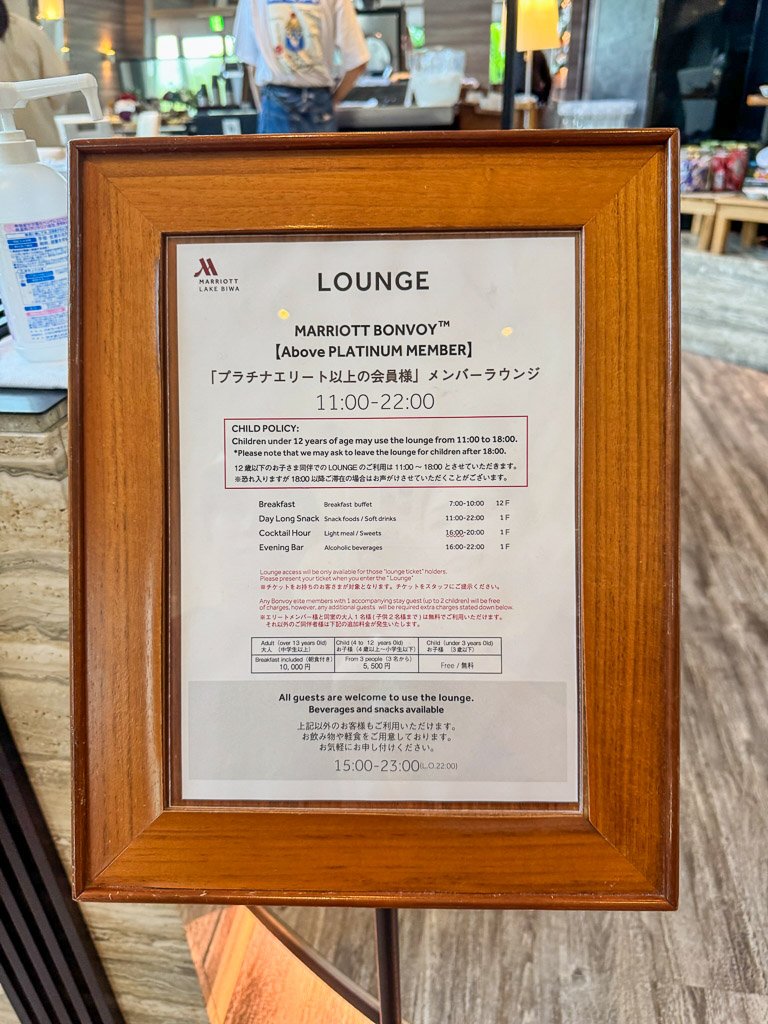 MARRIOTT
LAKE BIWA
LOUNGE
MARRIOTT BONVOY™
【Above PLATINUM MEMBER】
「プラチナエリート以上の会員様」メンバーラウンジ
11:00-22:00
CHILD POLICY:
Children under 12 years of age may use the lounge from 11:00 to 18:00.
*Please note that we may ask to leave the lounge for children after 18:00.
12歳以下のお子さま同伴での LOUNGE のご利用は 11:00 〜 18:00 とさせていただきます。
※恐れ入りますが 18:00 以降ご滞在の場合はお声がけさせていただくことがございます。
Breakfast Breakfast buffet 7:00-10:00 12F
Day Long Snack Snack foods / Soft drinks 11:00-22:00 1F
Cocktail Hour Light meal / Sweets 16:00-20:00 1F
Evening Bar Alcoholic beverages 16:00-22:00 1F
Lounge access will be only available for those "lounge ticket" holders.
Please present your ticket when you enter the " Lounge"
※チケットをお持ちのお客さまが対象となります。チケットをスタッフにご提示ください。
Any Bonvoy elite members with 1 accompanying stay guest (up to 2 children) will be free
of charges, however, any additional guests will be required extra charges stated down below.
※エリートメンバー様と同室の大人1名様(子供2名様まで)は無料でご利用いただけます。
それ以外のご同伴者様は下記の追加料金が発生いたします。
Adult (over 13 years Old) Child (4 to 12 years Old) Child (under 3 years Old)
大人 (中学生以上) お子様(4歳以上〜小学生以下) お子様 (3歳以下)
Breakfast included (朝食付き) From 3 people (3名から) Free / 無料
10,000円 5,500円
All guests are welcome to use the lounge.
Beverages and snacks available
上記以外のお客様もご利用いただけます。
お飲み物や軽食をご用意しております。
お気軽にお申し付けください。
15:00-23:00(L.O.22:00)